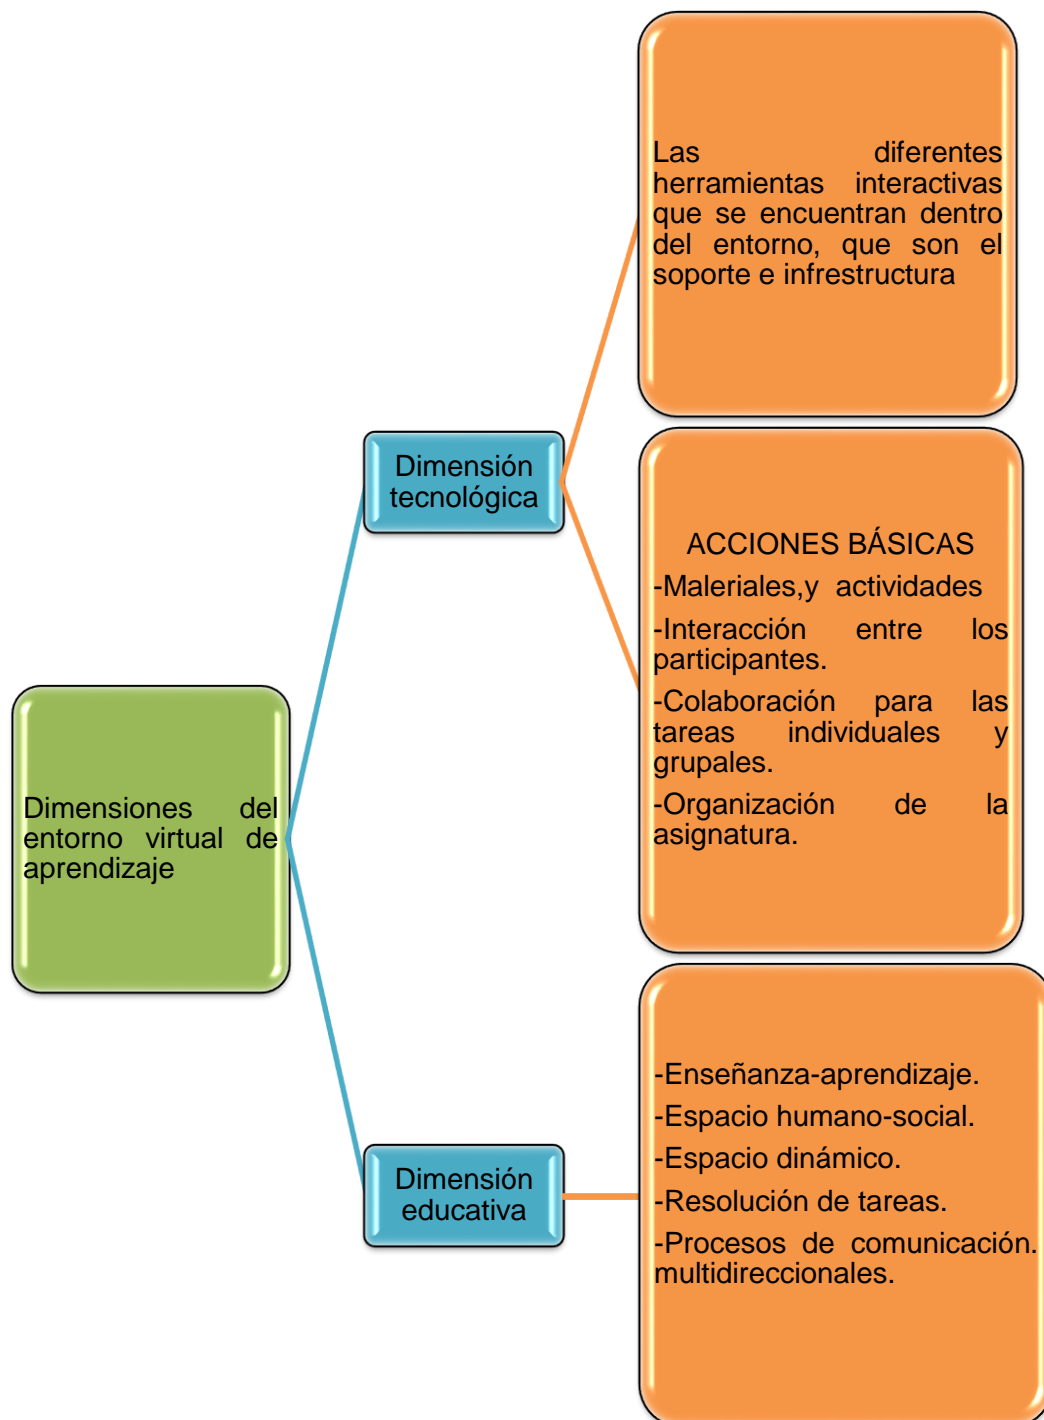 Las diferentes
herramientas interactivas
que se encuentran dentro
del entorno, que son el
soporte e infrestructura
Dimensión
tecnológica
ACCIONES BÁSICAS
-Maleriales,y actividades
-Interacción entre los
participantes.
-Colaboración para las
tareas individuales y
grupales.
-Organización de la
asignatura.
Dimensiones del
entorno virtual de
aprendizaje
Dimensión
educativa
-Enseñanza-aprendizaje.
-Espacio humano-social.
-Espacio dinámico.
-Resolución de tareas.
-Procesos de comunicación.
multidireccionales.